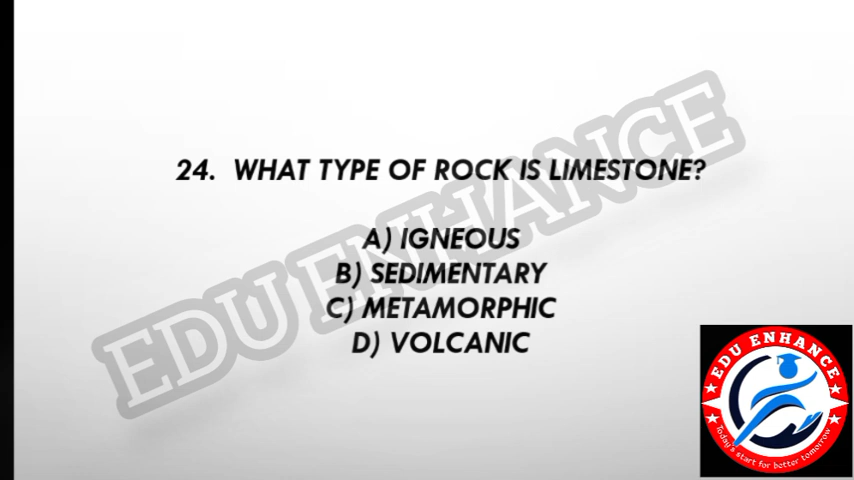 24. WHAT TYPE OF ROCK IS LIMESTONE?
A) IGNEOUS
B) SEDIMENTARY
C) METAMORPHIC
D) VOLCANIC
EDU ENHANCE
EDU ENHANCE
Today's start for better tomorrow